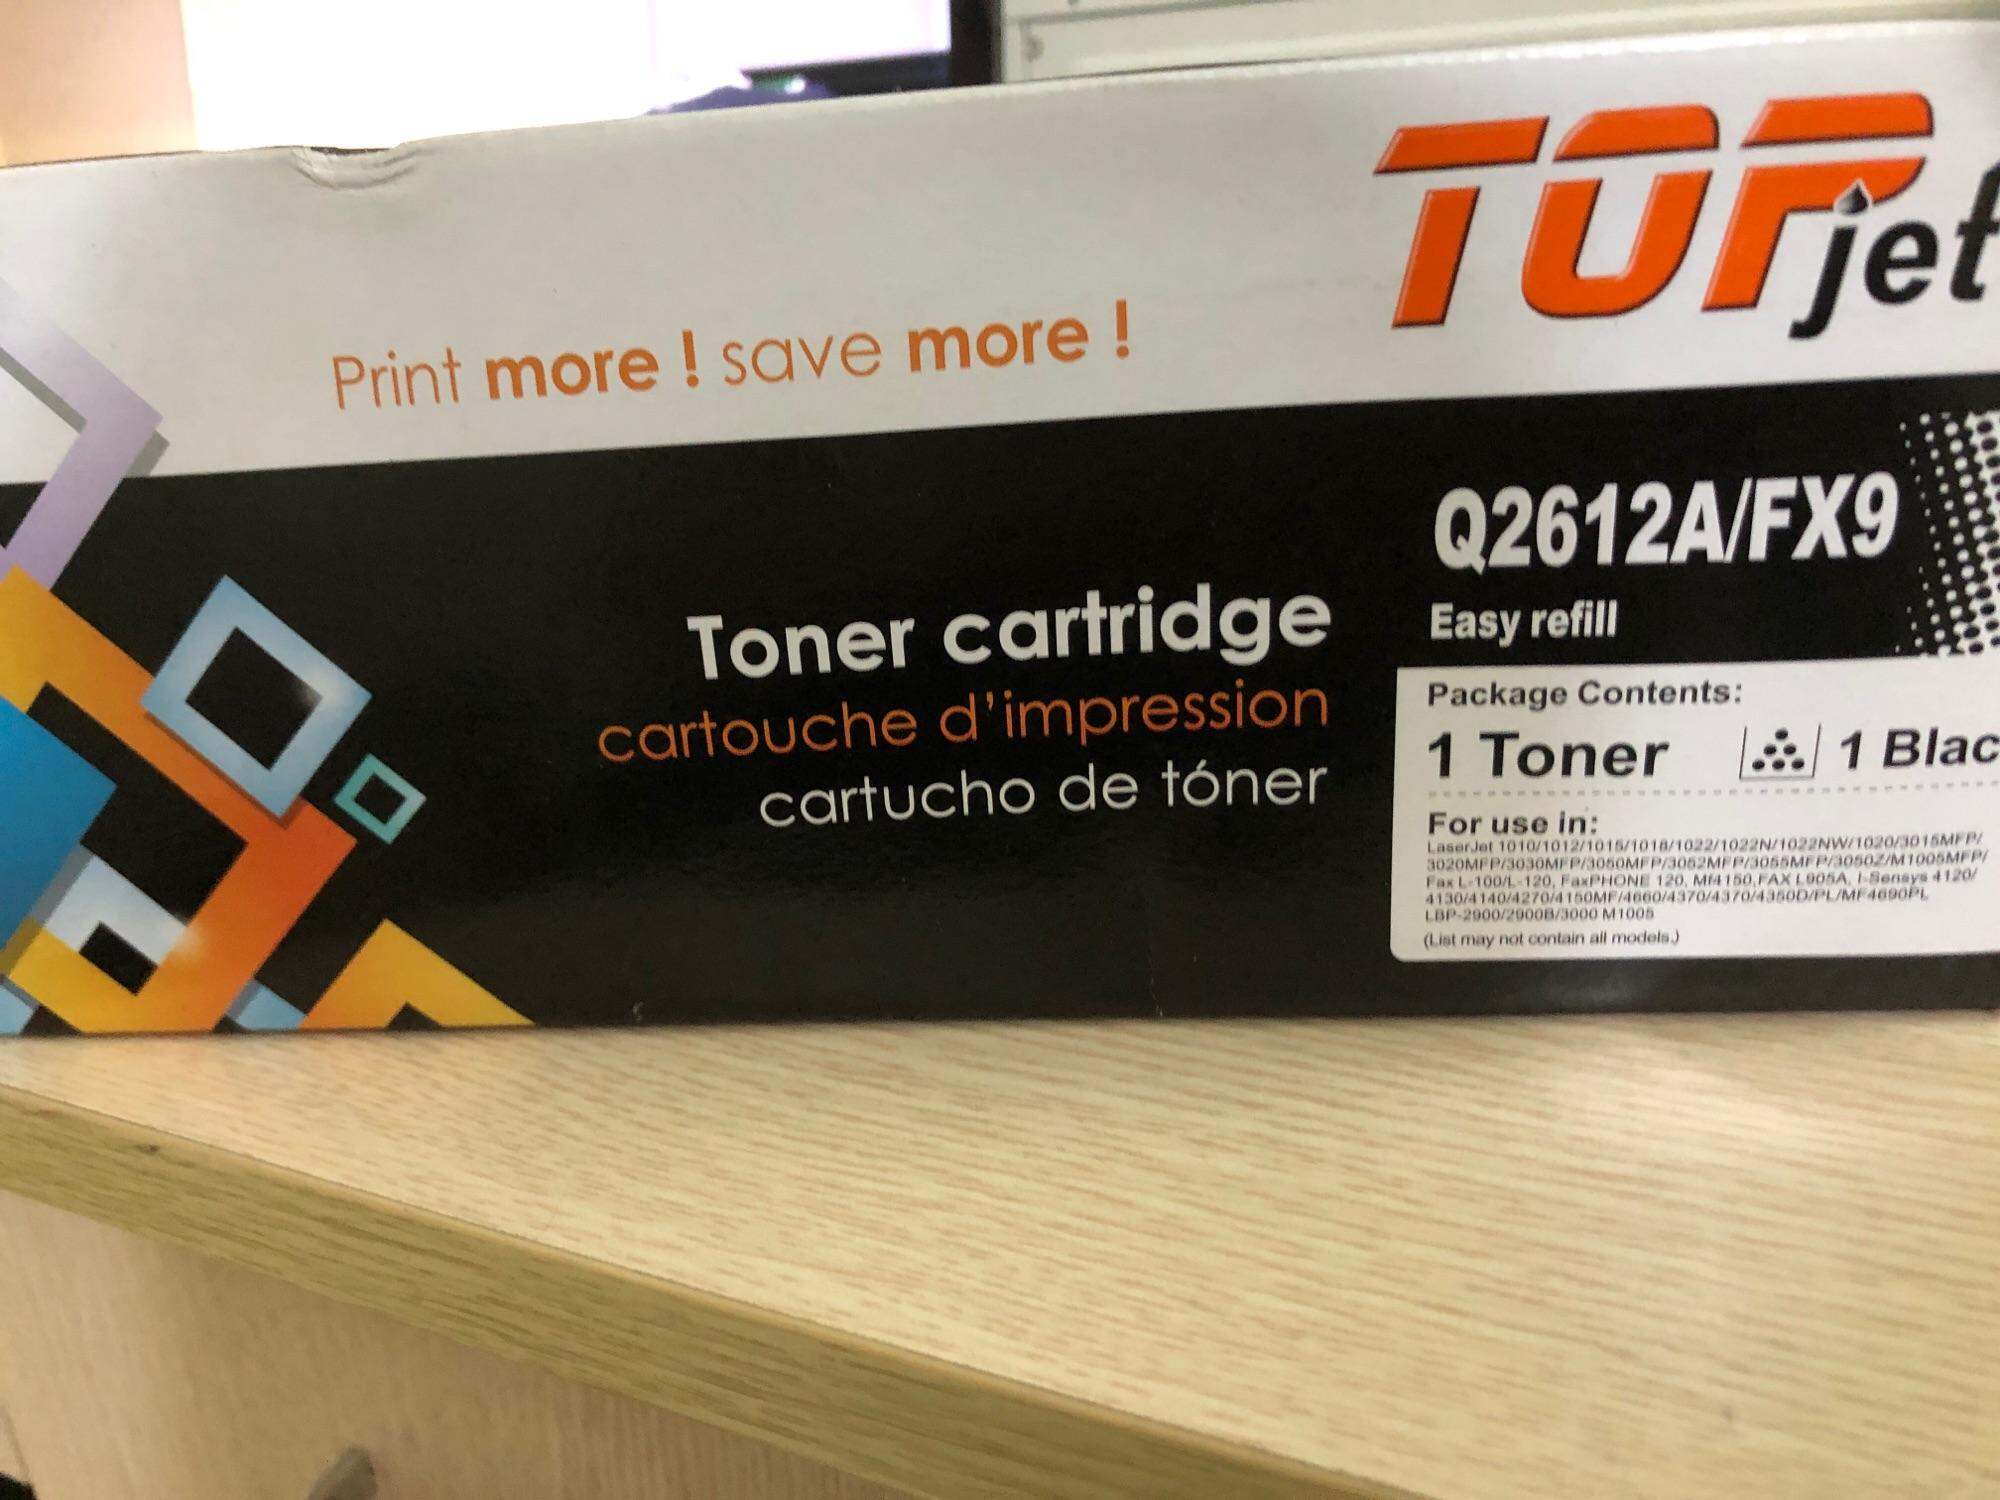 TOPjet
Print more ! save more !
Q2612A/FX9
Easy refill
Toner cartridge
cartouche d'impression
cartucho de tóner
Package Contents:
1 Toner 1 Blac
For use in:
LaserJet 1010/1012/1015/1018/1022/1022N/1022NW/1020/3015MFP/
3020MFP/3030MFP/3050MFP/3052MFP/3055MFP/3050Z/M1005MFP/
Fax L-100/L-120, FaxPHONE 120, Mf4150,FAX L905A, I-Sensys 4120/
4130/4140/4270/4150MF/4660/4370/4370/4350D/PL/MF4690PL
LBP-2900/2900B/3000 M1005
(List may not contain all models.)